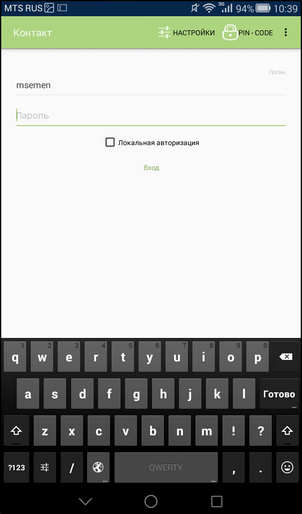 MTS RUS 3G 94% 10:39
Контакт НАСТРОЙКИ PIN - CODE
Логин
msemen
Пароль
Локальная авторизация
Вход
1 2 3 4 5 6 7 8 9 0
q w e r t y u i o p
a s d f g h j k l Готово
z x c v b n m ! ?
?123 / QWERTY , .